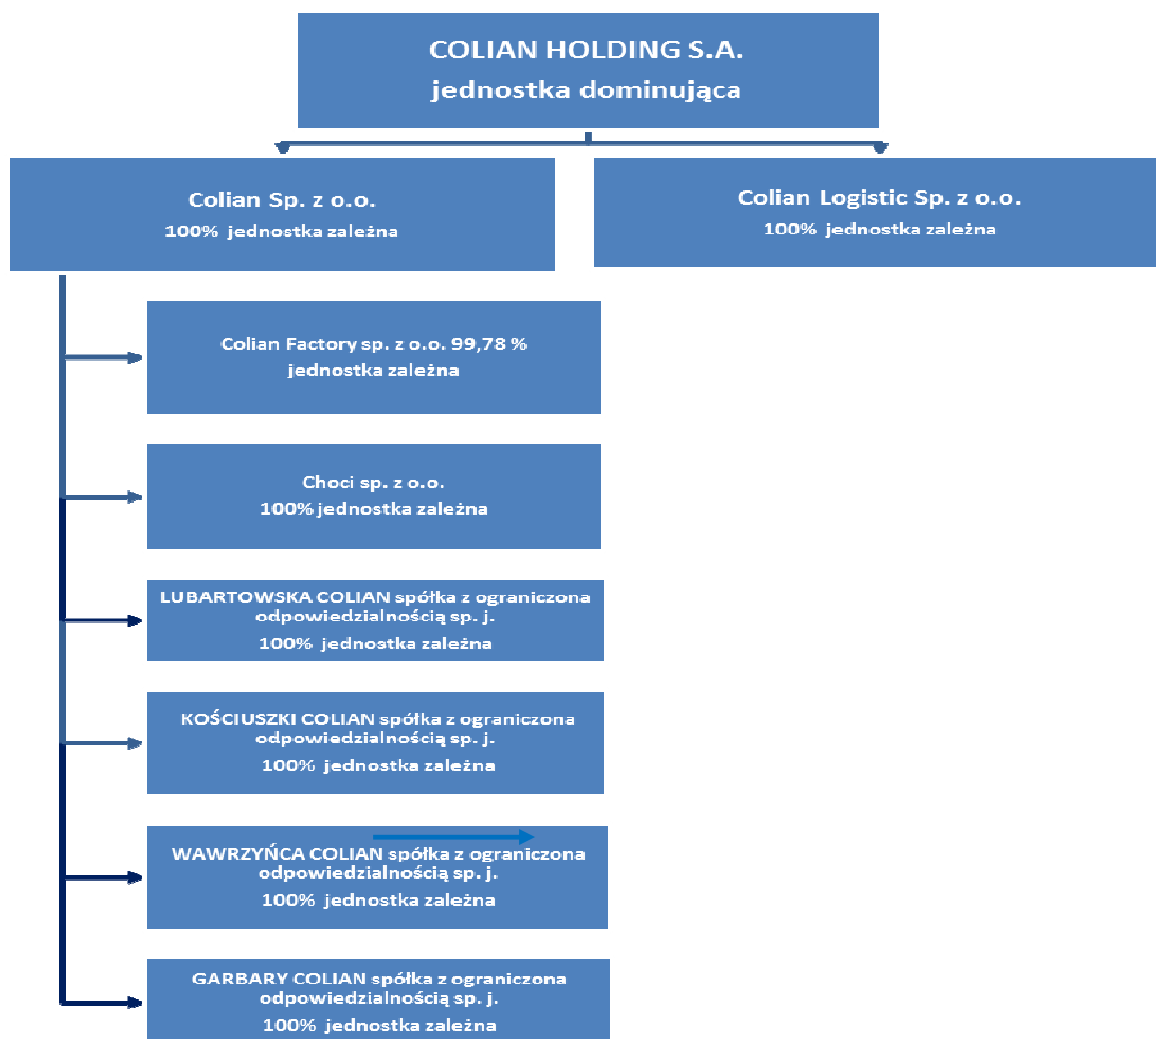 COLIAN HOLDING S.A.
jednostka dominująca
Colian Sp. z o.o.
100% jednostka zależna
Colian Logistic Sp. z o.o.
100% jednostka zależna
Colian Factory sp. z o.o. 99,78 %
jednostka zależna
Choci sp. z o.o.
100% jednostka zależna
LUBARTOWSKA COLIAN spółka z ograniczona
odpowiedzialnością sp. j.
100% jednostka zależna
KOŚCIUSZKI COLIAN spółka z ograniczona
odpowiedzialnością sp. j.
100% jednostka zależna
WAWRZYŃCA COLIAN spółka z ograniczona
odpowiedzialnością sp. j.
100% jednostka zależna
GARBARY COLIAN spółka z ograniczona
odpowiedzialnością sp. j.
100% jednostka zależna